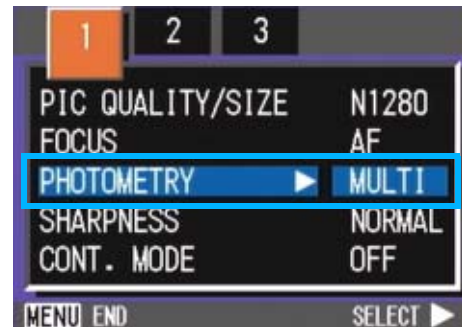 1 2 3
PIC QUALITY/SIZE N1280
FOCUS AF
PHOTOMETRY ▶ MULTI
SHARPNESS NORMAL
CONT. MODE OFF
MENU END SELECT ▶